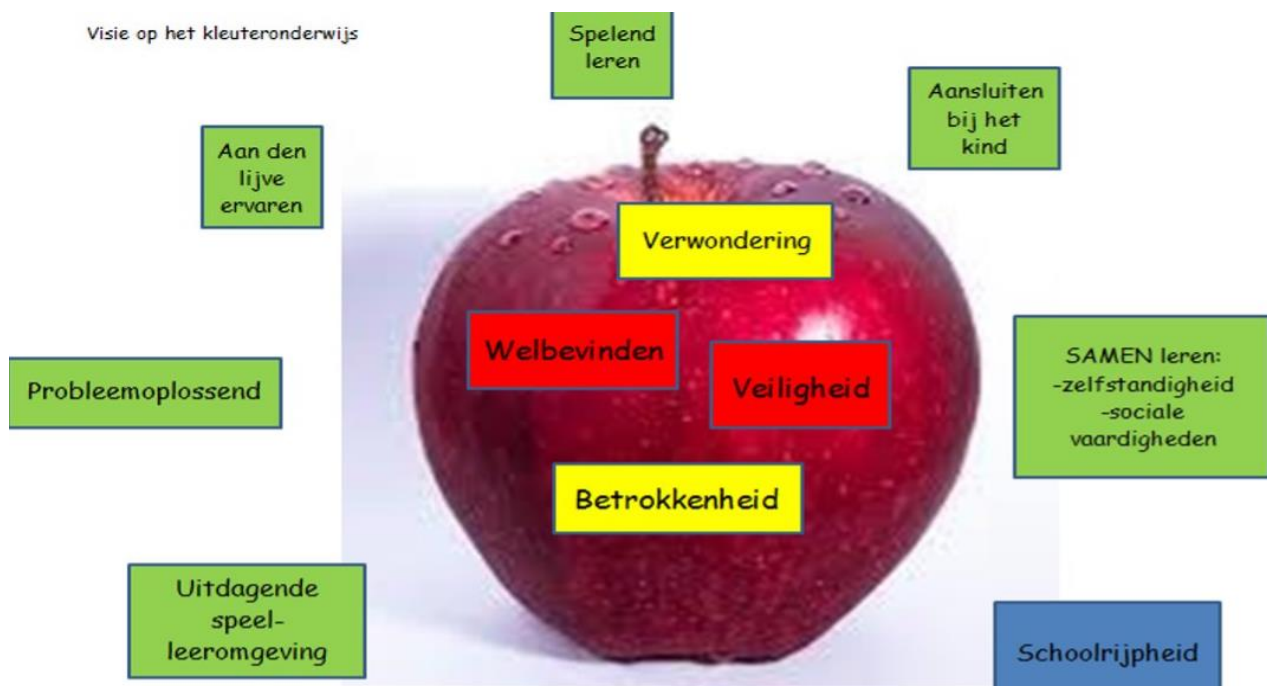 Visie op het kleuteronderwijs
Spelend
leren
Aansluiten
bij het
kind
Aan den
lijve
ervaren
Verwondering
Welbevinden
Veiligheid
SAMEN leren:
-zelfstandigheid
-sociale
vaardigheden
Probleemoplossend
Betrokkenheid
Uitdagende
speel-
leeromgeving
Schoolrijpheid